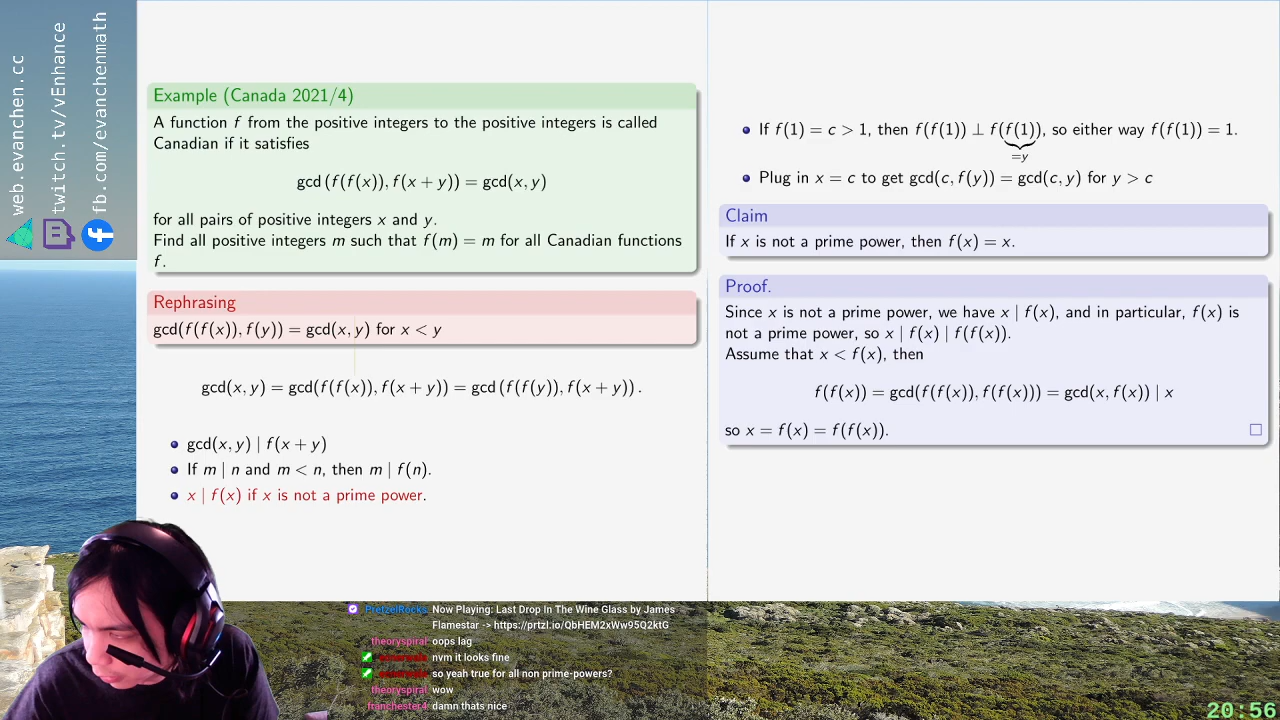 web.evanchen.cc
twitch.tv/vEnhance
fb.com/evanchenmath
Example (Canada 2021/4)
A function f from the positive integers to the positive integers is called
Canadian if it satisfies
gcd (f(f(x)), f(x + y)) = gcd(x, y)
for all pairs of positive integers x and y.
Find all positive integers m such that f(m) = m for all Canadian functions
f.
Rephrasing
gcd(f(f(x)), f(y)) = gcd(x, y) for x < y
gcd(x, y) = gcd(f(f(x)), f(x + y)) = gcd (f(f(y)), f(x + y)) .
gcd(x, y) | f(x + y)
If m | n and m < n, then m | f(n).
x | f(x) if x is not a prime power.
If f(1) = c > 1, then f(f(1)) ⊥ f(f(1)), so either way f(f(1)) = 1.
=y
Plug in x = c to get gcd(c, f(y)) = gcd(c, y) for y > c
Claim
If x is not a prime power, then f(x) = x.
Proof.
Since x is not a prime power, we have x | f(x), and in particular, f(x) is
not a prime power, so x | f(x) | f(f(x)).
Assume that x < f(x), then
f(f(x)) = gcd(f(f(x)), f(f(x))) = gcd(x, f(x)) | x
so x = f(x) = f(f(x)).
PretzelRocks Now Playing: Last Drop In The Wine Glass by James
Flamestar -> https://prtzl.io/QbHEM2xWw95Q2ktG
theoryspiral oops lag
nvm it looks fine
so yeah true for all non prime-powers?
theoryspiral wow
franchester4 damn thats nice
20:56